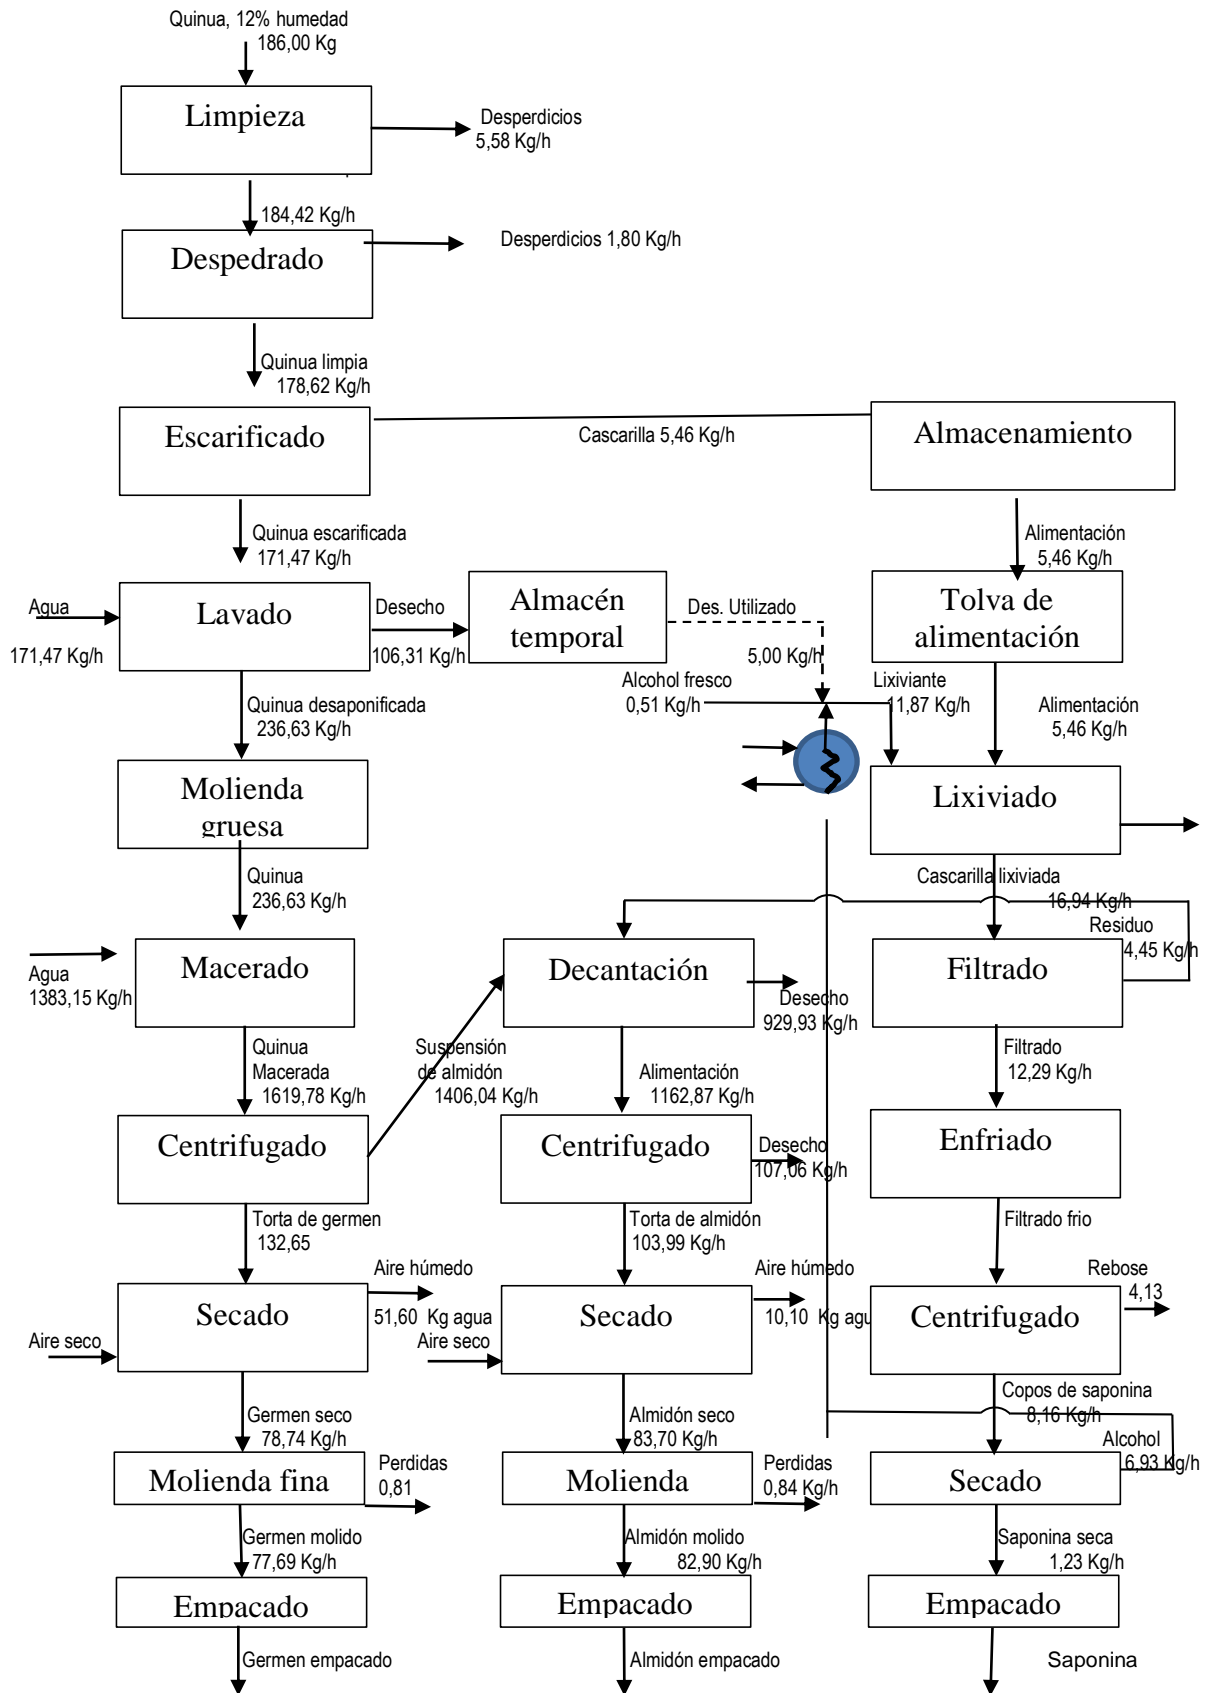 Quinua, 12% humedad
186,00 Kg
Limpieza
Desperdicios
5,58 Kg/h
184,42 Kg/h
Despedrado
Desperdicios 1,80 Kg/h
Quinua limpia
178,62 Kg/h
Escarificado
Cascarilla 5,46 Kg/h
Almacenamiento
Quinua escarificada
171,47 Kg/h
Alimentación
5,46 Kg/h
Agua
171,47 Kg/h
Lavado
Desecho
106,31 Kg/h
Almacén
temporal
Des. Utilizado
5,00 Kg/h
Tolva de
alimentación
Alcohol fresco
0,51 Kg/h
Lixiviante
11,87 Kg/h
Quinua desaponificada
236,63 Kg/h
Alimentación
5,46 Kg/h
Molienda
gruesa
Lixiviado
Quinua
236,63 Kg/h
Cascarilla lixiviada
16,94 Kg/h
Residuo
4,45 Kg/h
Agua
1383,15 Kg/h
Macerado
Decantación
Desecho
929,93 Kg/h
Filtrado
Quinua
Macerada
1619,78 Kg/h
Suspensión
de almidón
1406,04 Kg/h
Alimentación
1162,87 Kg/h
Filtrado
12,29 Kg/h
Centrifugado
Centrifugado
Desecho
107,06 Kg/h
Enfriado
Torta de germen
132,65
Torta de almidón
103,99 Kg/h
Filtrado frio
Aire seco
Secado
Aire húmedo
51,60 Kg agua
Aire seco
Secado
Aire húmedo
10,10 Kg agu
Centrifugado
Rebose
4,13
Germen seco
78,74 Kg/h
Almidón seco
83,70 Kg/h
Copos de saponina
8,16 Kg/h
Alcohol
6,93 Kg/h
Molienda fina
Perdidas
0,81
Molienda
Perdidas
0,84 Kg/h
Secado
Germen molido
77,69 Kg/h
Almidón molido
82,90 Kg/h
Saponina seca
1,23 Kg/h
Empacado
Empacado
Empacado
Germen empacado
Almidón empacado
Saponina